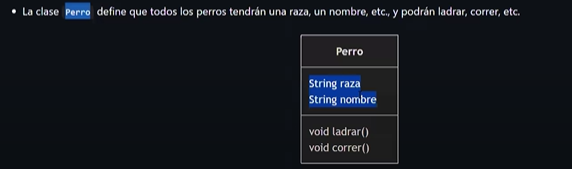 • La clase Perro define que todos los perros tendrán una raza, un nombre, etc., y podrán ladrar, correr, etc.
Perro
String raza
String nombre
void ladrar()
void correr()